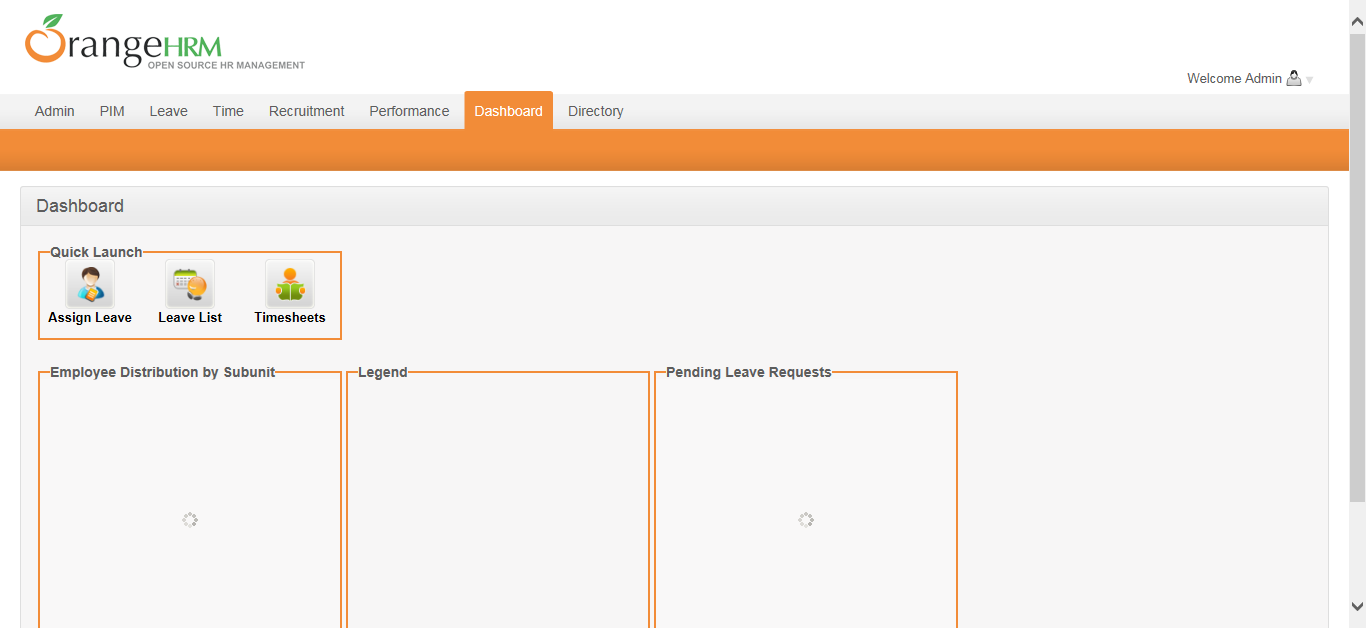 OrangeHRM
OPEN SOURCE HR MANAGEMENT
Welcome Admin
Admin PIM Leave Time Recruitment Performance Dashboard Directory
Dashboard
Quick Launch
Assign Leave Leave List Timesheets
Employee Distribution by Subunit Legend Pending Leave Requests